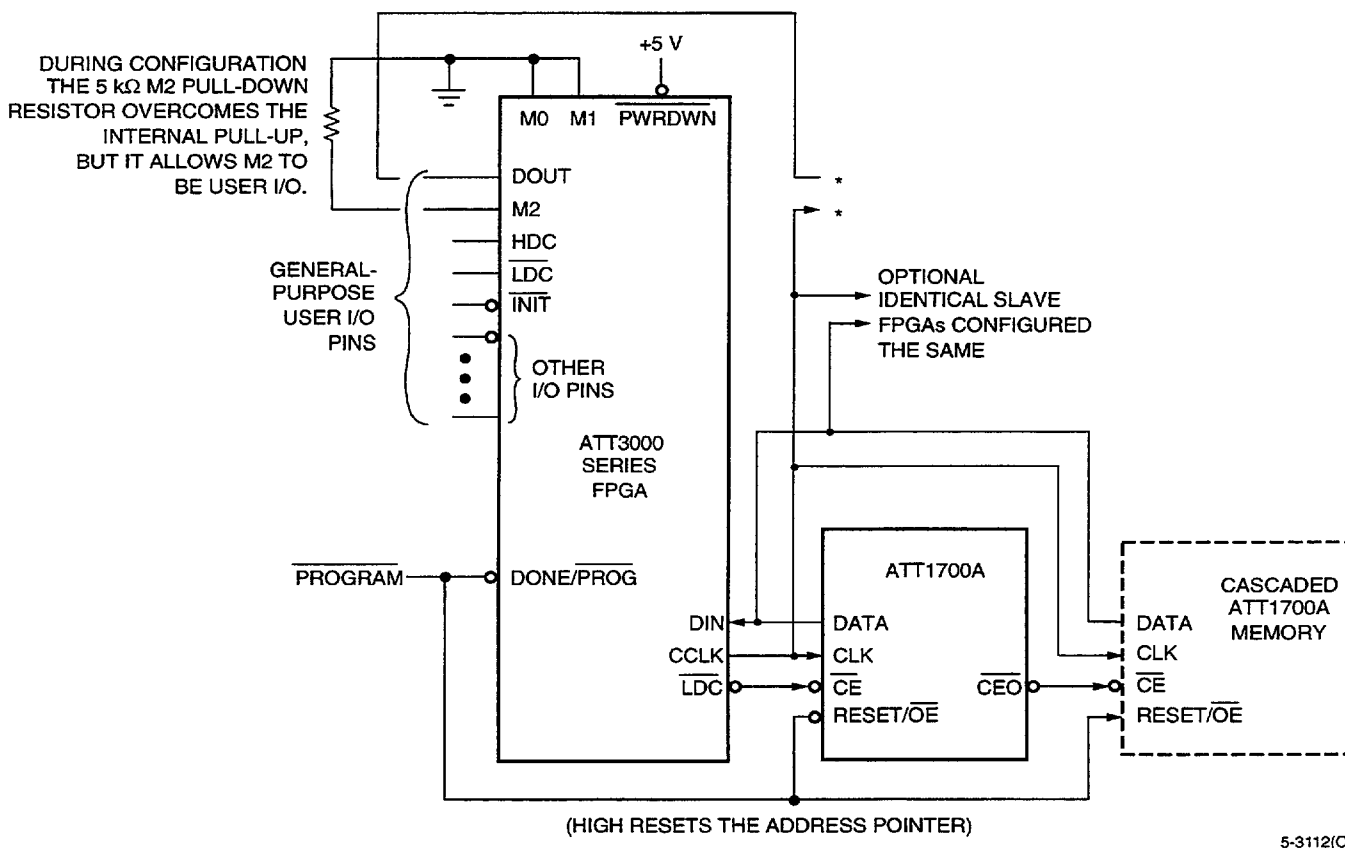 DURING CONFIGURATION
THE 5 kΩ M2 PULL-DOWN
RESISTOR OVERCOMES THE
INTERNAL PULL-UP,
BUT IT ALLOWS M2 TO
BE USER I/O.
+5 V
M0 M1 PWRDWN
DOUT
M2
HDC
LDC
INIT
GENERAL-
PURPOSE
USER I/O
PINS
OTHER
I/O PINS
*
*
OPTIONAL
IDENTICAL SLAVE
FPGAs CONFIGURED
THE SAME
ATT3000
SERIES
FPGA
PROGRAM
DONE/PROG
DIN
CCLK
LDC
ATT1700A
DATA
CLK
CE
RESET/OE
CEO
CASCADED
ATT1700A
MEMORY
DATA
CLK
CE
RESET/OE
(HIGH RESETS THE ADDRESS POINTER)
5-3112(C